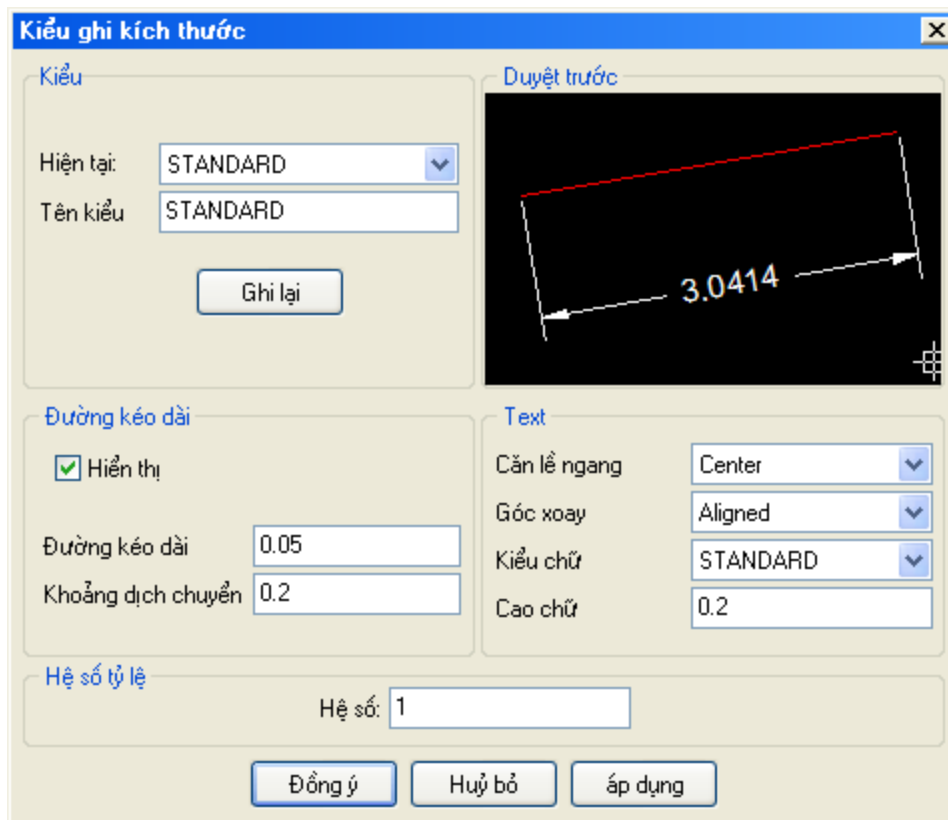 Kiểu ghi kích thước
Kiểu
Hiện tại: STANDARD
Tên kiểu STANDARD
Ghi lại
Duyệt trước
3.0414
Đường kéo dài
Hiển thị
Đường kéo dài 0.05
Khoảng dịch chuyển 0.2
Text
Căn lề ngang Center
Góc xoay Aligned
Kiểu chữ STANDARD
Cao chữ 0.2
Hệ số tỷ lệ
Hệ số: 1
Đồng ý Huỷ bỏ áp dụng